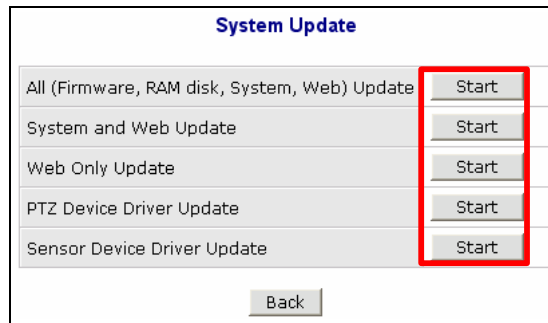 System Update
All (Firmware, RAM disk, System, Web) Update Start
System and Web Update Start
Web Only Update Start
PTZ Device Driver Update Start
Sensor Device Driver Update Start
Back